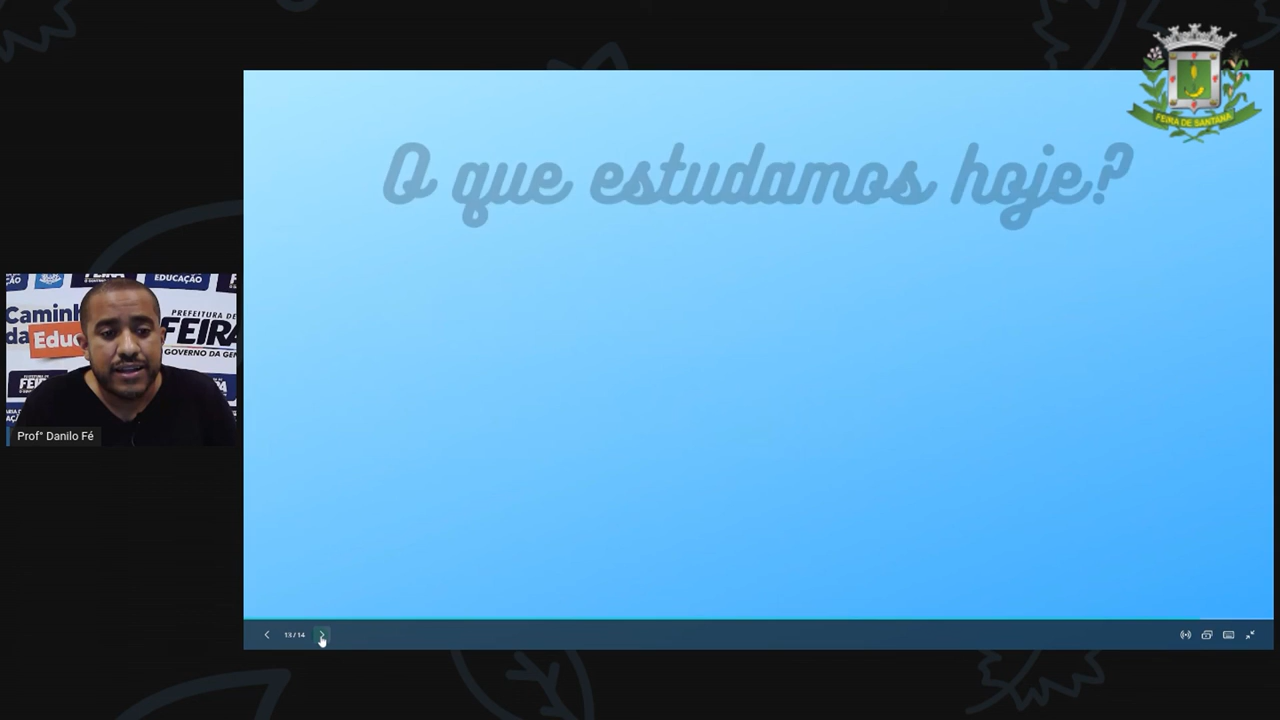 FEIRA DE SANTANA
O que estudamos hoje?
EDUCAÇÃO
Caminh
da Educ
PREFEITURA DE
FEIRA
GOVERNO DA GEN
Prof° Danilo Fé
13 / 14